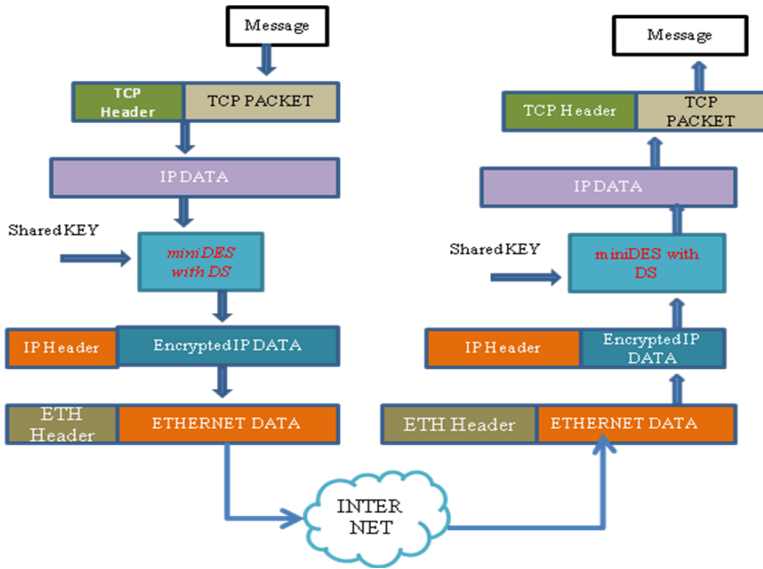 Message
TCP
Header
TCP PACKET
IP DATA
Shared KEY
miniDES
with DS
IP Header
Encrypted IP DATA
ETH
Header
ETHERNET DATA
INTER
NET
Message
TCP Header
TCP
PACKET
IP DATA
Shared KEY
miniDES with
DS
IP Header
Encrypted IP
DATA
ETH Header
ETHERNET DATA